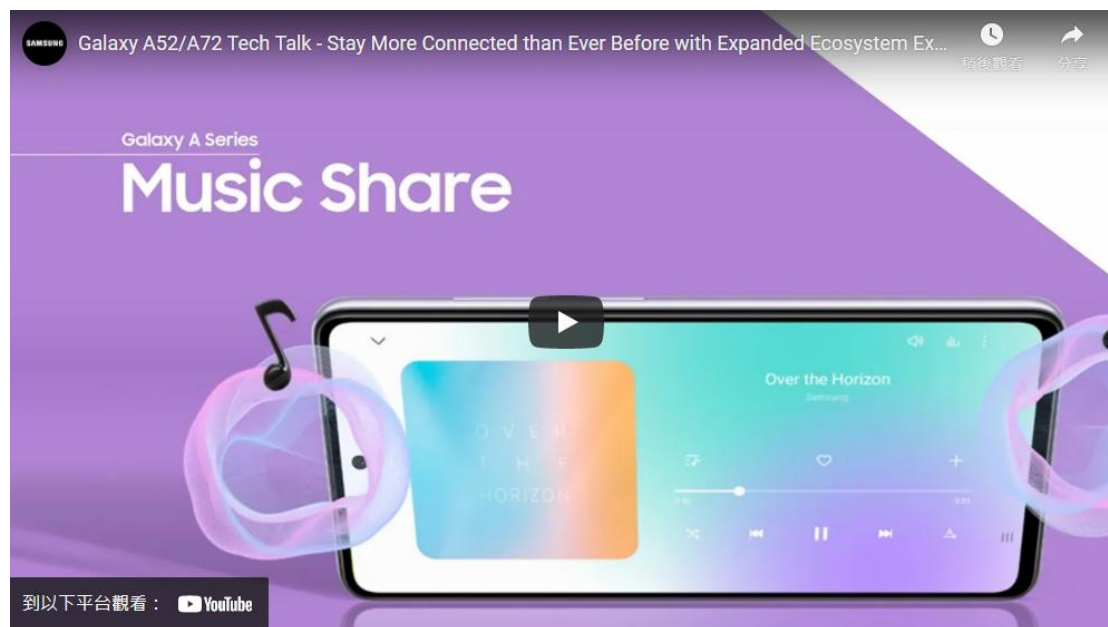 SAMSUNG
Galaxy A52/A72 Tech Talk - Stay More Connected than Ever Before with Expanded Ecosystem Ex...
稍後觀看
分享
Galaxy A Series
Music Share
Over the Horizon
Samsung
OVER
THE
HORIZON
到以下平台觀看：
YouTube